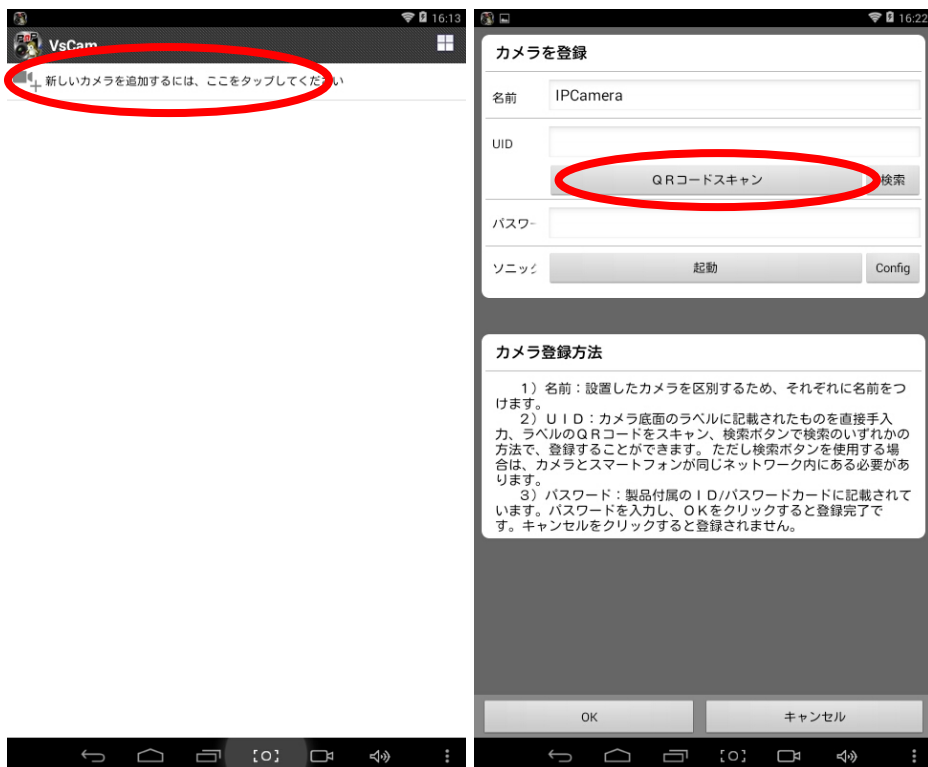 16:13
VsCam
新しいカメラを追加するには、ここをタップしてください
16:22
カメラを登録
名前
IPCamera
UID
QRコードスキャン
検索
パスワー
ソニック
起動
Config
カメラ登録方法
1）名前：設置したカメラを区別するため、それぞれに名前をつ
けます。
2）UID：カメラ底面のラベルに記載されたものを直接手入
力、ラベルのQRコードをスキャン、検索ボタンで検索のいずれかの
方法で、登録することができます。ただし検索ボタンを使用する場
合は、カメラとスマートフォンが同じネットワーク内にある必要があ
ります。
3）パスワード：製品付属のID/パスワードカードに記載されて
います。パスワードを入力し、OKをクリックすると登録完了で
す。キャンセルをクリックすると登録されません。
OK
キャンセル